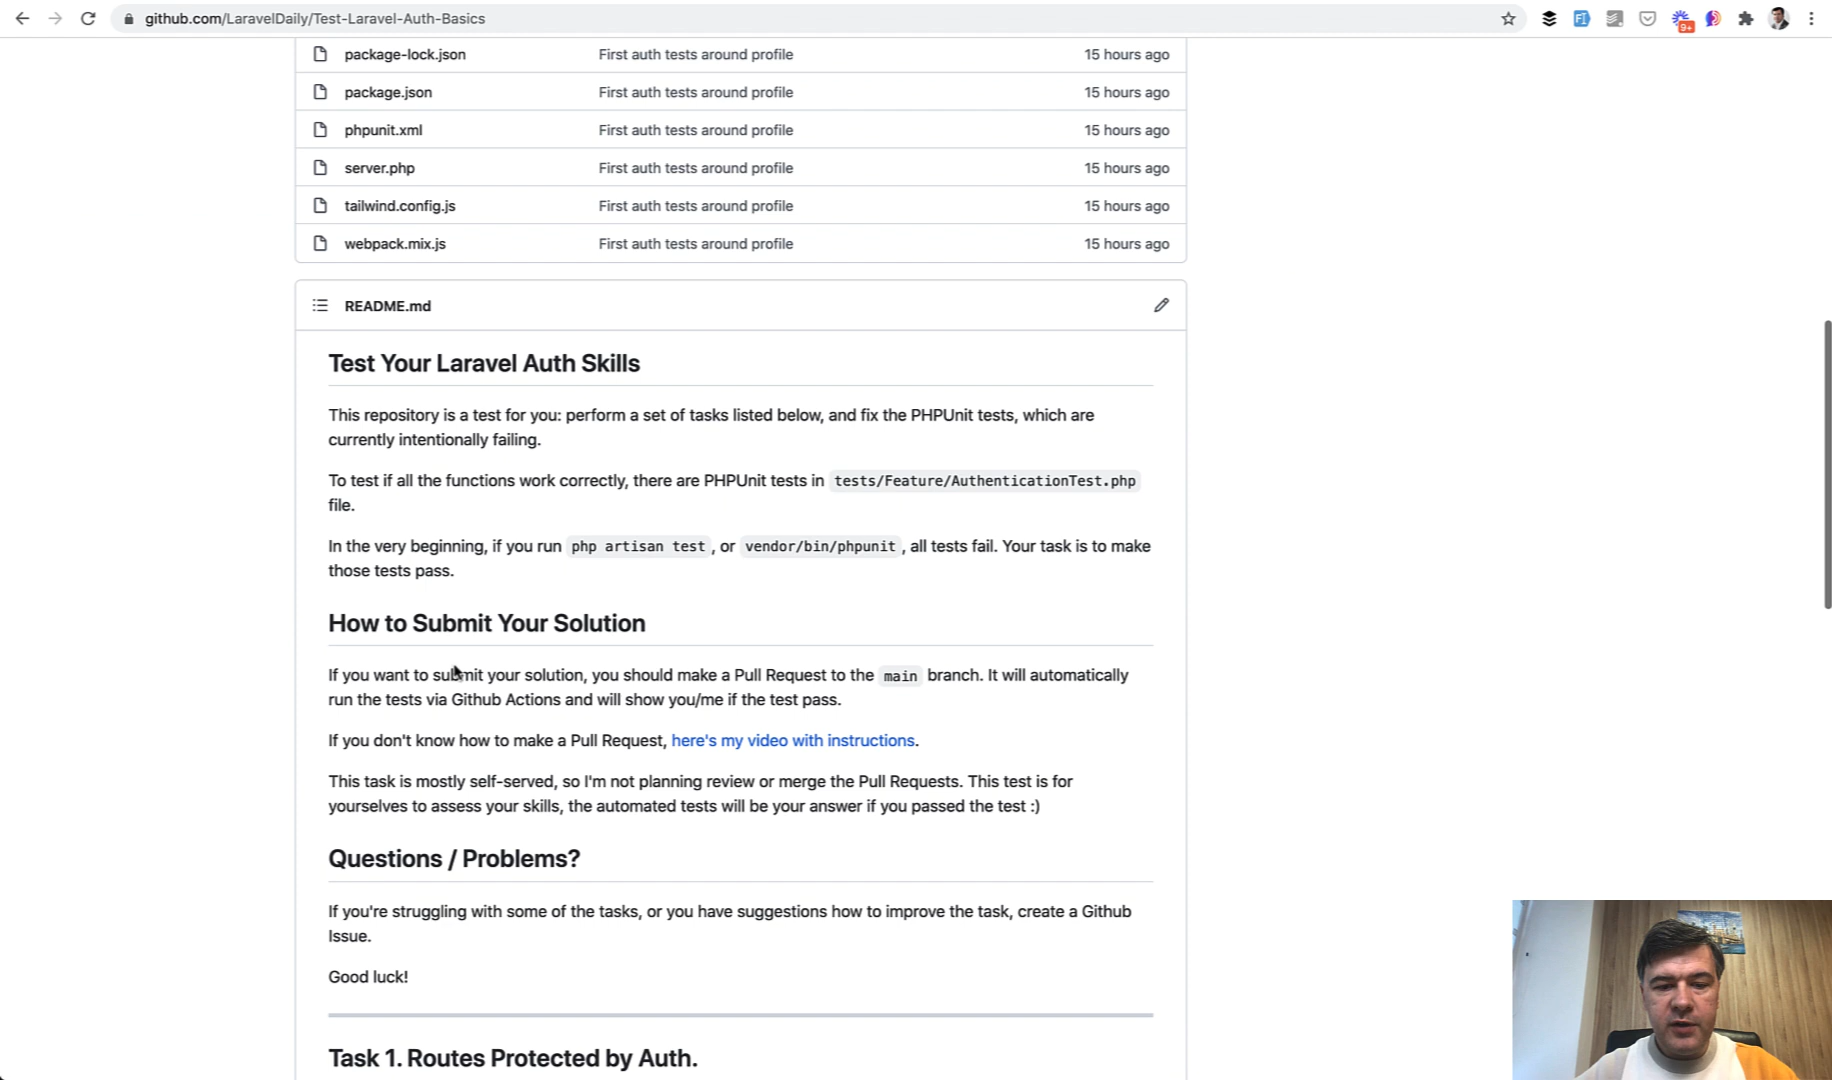 github.com/LaravelDaily/Test-Laravel-Auth-Basics
9+
package-lock.json First auth tests around profile 15 hours ago
package.json First auth tests around profile 15 hours ago
phpunit.xml First auth tests around profile 15 hours ago
server.php First auth tests around profile 15 hours ago
tailwind.config.js First auth tests around profile 15 hours ago
webpack.mix.js First auth tests around profile 15 hours ago
README.md
Test Your Laravel Auth Skills
This repository is a test for you: perform a set of tasks listed below, and fix the PHPUnit tests, which are
currently intentionally failing.
To test if all the functions work correctly, there are PHPUnit tests in tests/Feature/AuthenticationTest.php
file.
In the very beginning, if you run php artisan test , or vendor/bin/phpunit , all tests fail. Your task is to make
those tests pass.
How to Submit Your Solution
If you want to submit your solution, you should make a Pull Request to the main branch. It will automatically
run the tests via Github Actions and will show you/me if the test pass.
If you don't know how to make a Pull Request, here's my video with instructions.
This task is mostly self-served, so I'm not planning review or merge the Pull Requests. This test is for
yourselves to assess your skills, the automated tests will be your answer if you passed the test :)
Questions / Problems?
If you're struggling with some of the tasks, or you have suggestions how to improve the task, create a Github
Issue.
Good luck!
Task 1. Routes Protected by Auth.